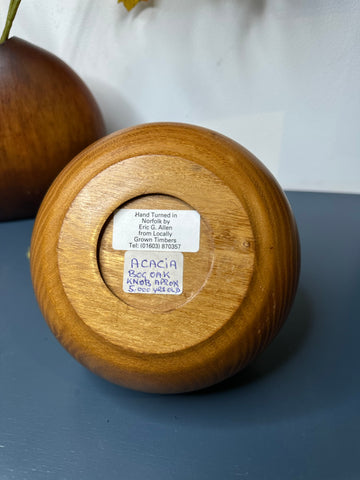 Hand Turned in
Norfolk by
Eric G. Allen
from Locally
Grown Timbers
Tel: (01603) 870357
ACACIA
BOG OAK
KNOB APROX
5,000 YRS OLD